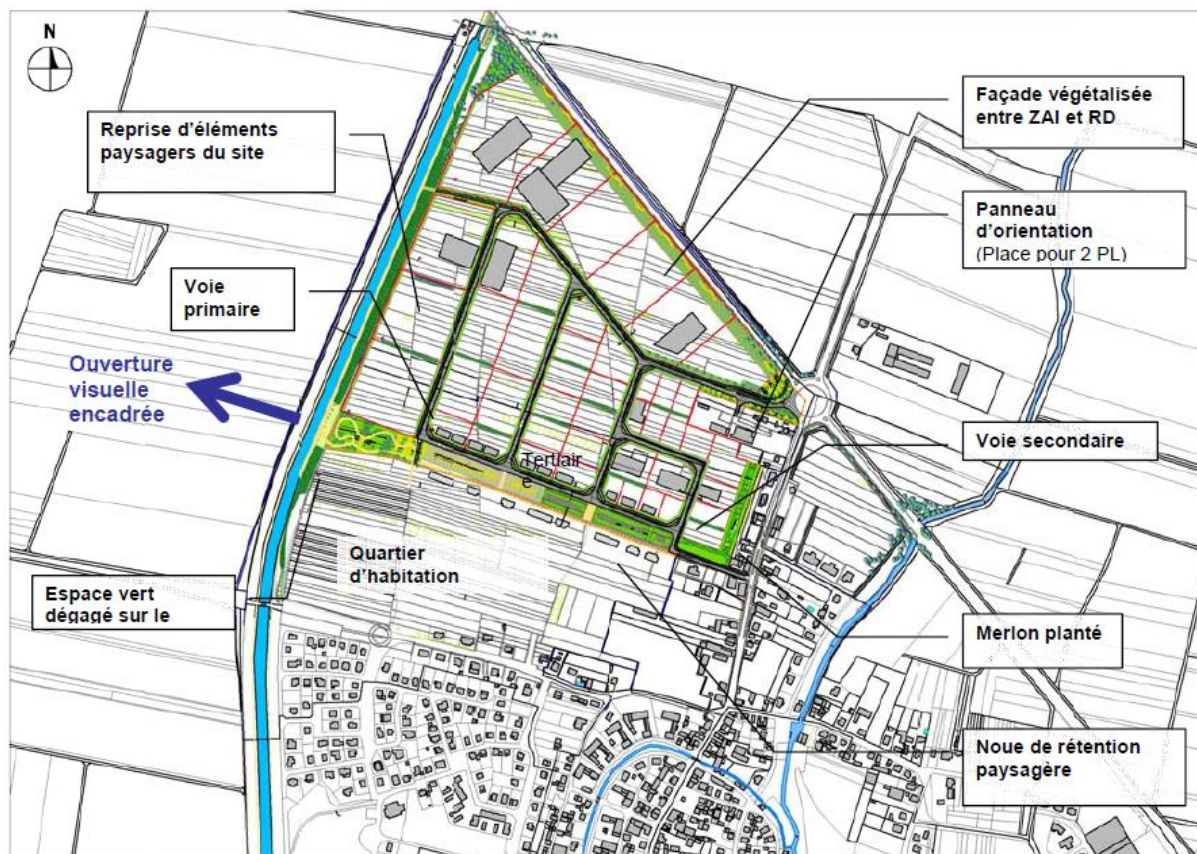 N
Façade végétalisée
entre ZAI et RD
Reprise d'éléments
paysagers du site
Panneau
d'orientation
(Place pour 2 PL)
Voie
primaire
Ouverture
visuelle
encadrée
Voie secondaire
Tertiair
e
Quartier
d'habitation
Espace vert
dégagé sur le
Merlon planté
Noue de rétention
paysagère